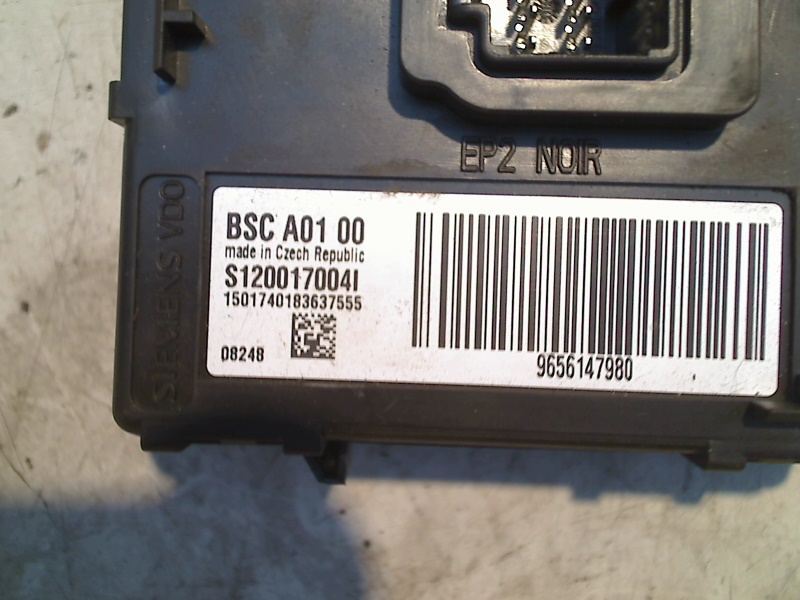 EP2 NOIR
SIEMENS VDO
BSC A01 00
made in Czech Republic
S120017004I
1501740183637555
08248
9656147980